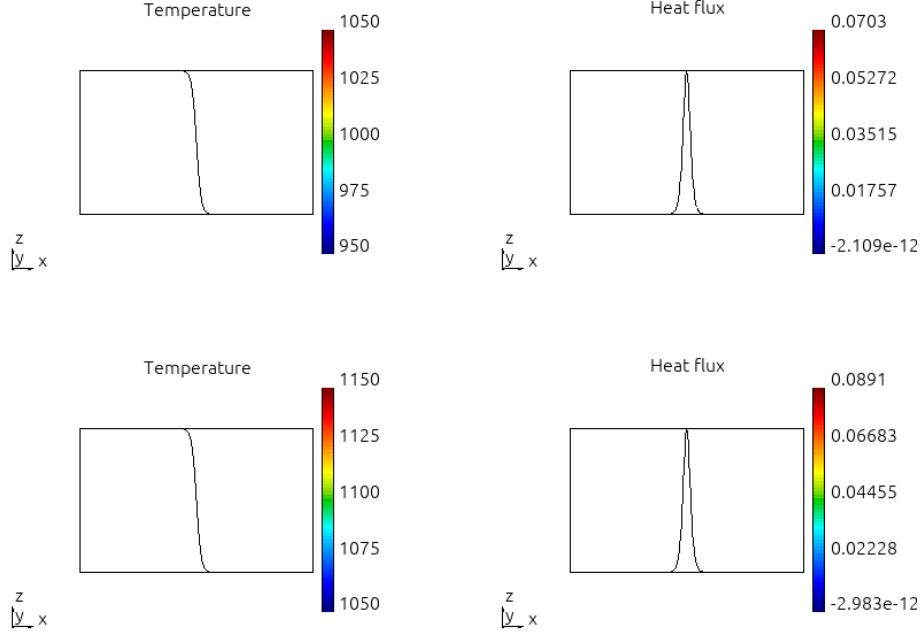 Temperature
1050
1025
1000
975
950
z
y x
Heat flux
0.0703
0.05272
0.03515
0.01757
-2.109e-12
z
y x
Temperature
1150
1125
1100
1075
1050
z
y x
Heat flux
0.0891
0.06683
0.04455
0.02228
-2.983e-12
z
y x